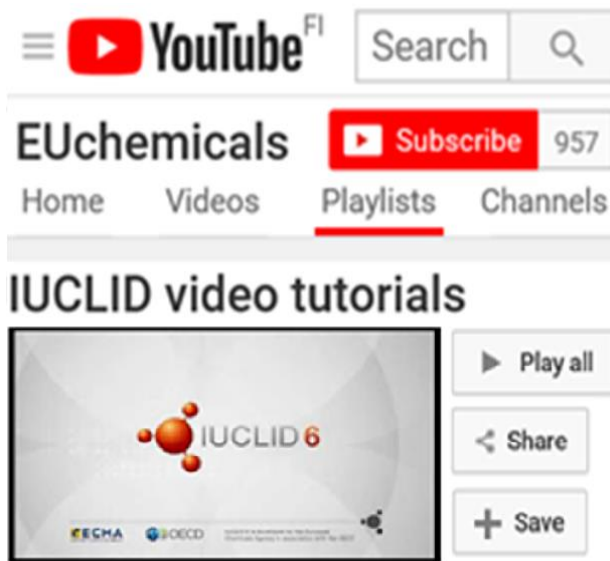 YouTube FI Search
EUchemicals Subscribe 957
Home Videos Playlists Channels
IUCLID video tutorials
IUCLID 6
ECHA OECD
Play all
Share
Save